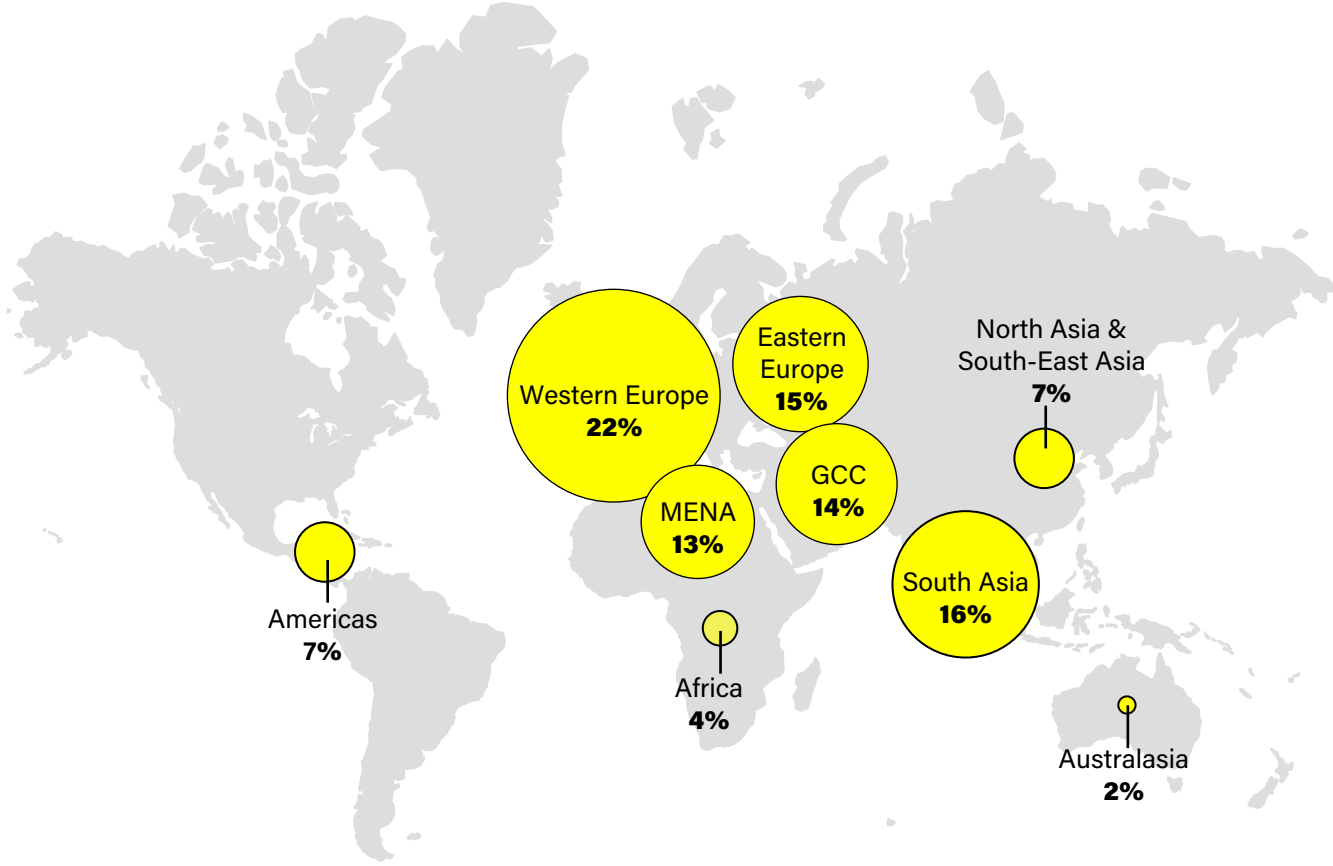 Western Europe
22%
Eastern
Europe
15%
North Asia &
South-East Asia
7%
GCC
14%
MENA
13%
South Asia
16%
Americas
7%
Africa
4%
Australasia
2%